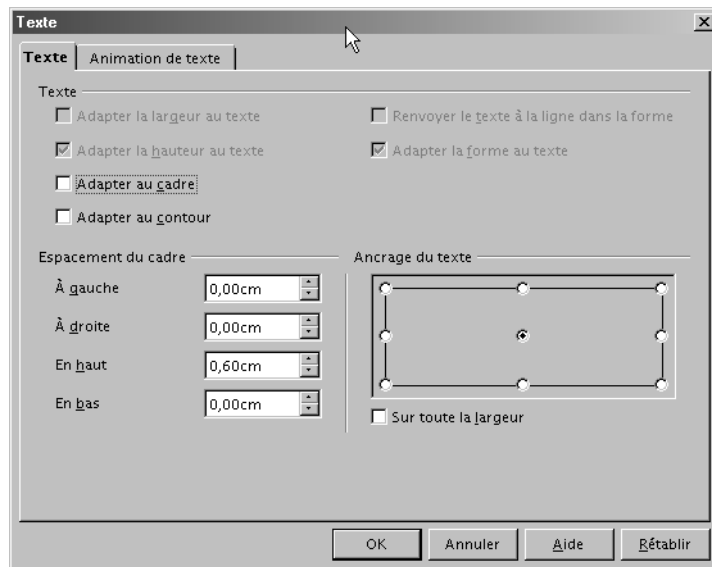 Texte
Texte Animation de texte
Texte
Adapter la largeur au texte Renvoyer le texte à la ligne dans la forme
Adapter la hauteur au texte Adapter la forme au texte
Adapter au cadre
Adapter au contour
Espacement du cadre Ancrage du texte
À gauche 0,00cm
À droite 0,00cm
En haut 0,60cm
En bas 0,00cm
Sur toute la largeur
OK Annuler Aide Rétablir